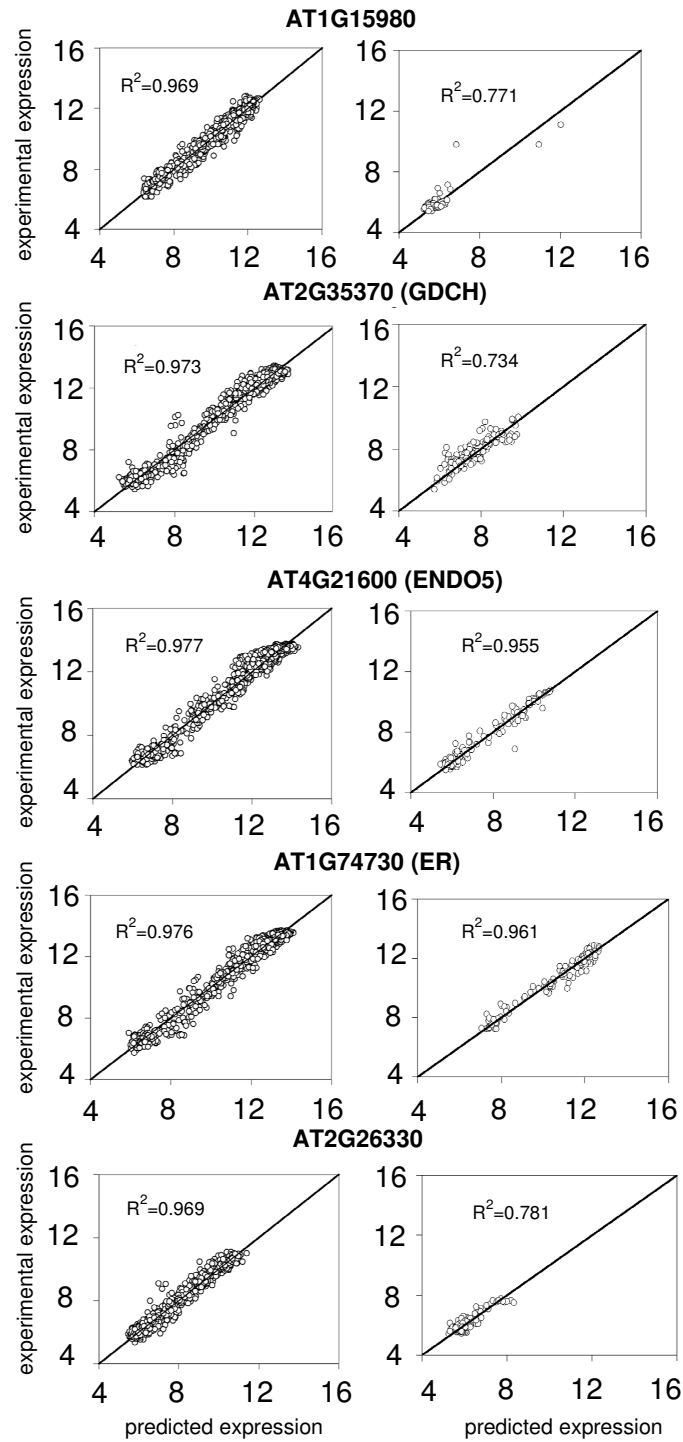 AT1G15980
experimental expression
16
12
8
4
R2=0.969
4 8 12 16
16
12
8
4
R2=0.771
4 8 12 16
AT2G35370 (GDCH)
experimental expression
16
12
8
4
R2=0.973
4 8 12 16
16
12
8
4
R2=0.734
4 8 12 16
AT4G21600 (ENDO5)
experimental expression
16
12
8
4
R2=0.977
4 8 12 16
16
12
8
4
R2=0.955
4 8 12 16
AT1G74730 (ER)
experimental expression
16
12
8
4
R2=0.976
4 8 12 16
16
12
8
4
R2=0.961
4 8 12 16
AT2G26330
experimental expression
16
12
8
4
R2=0.969
4 8 12 16
predicted expression
16
12
8
4
R2=0.781
4 8 12 16
predicted expression